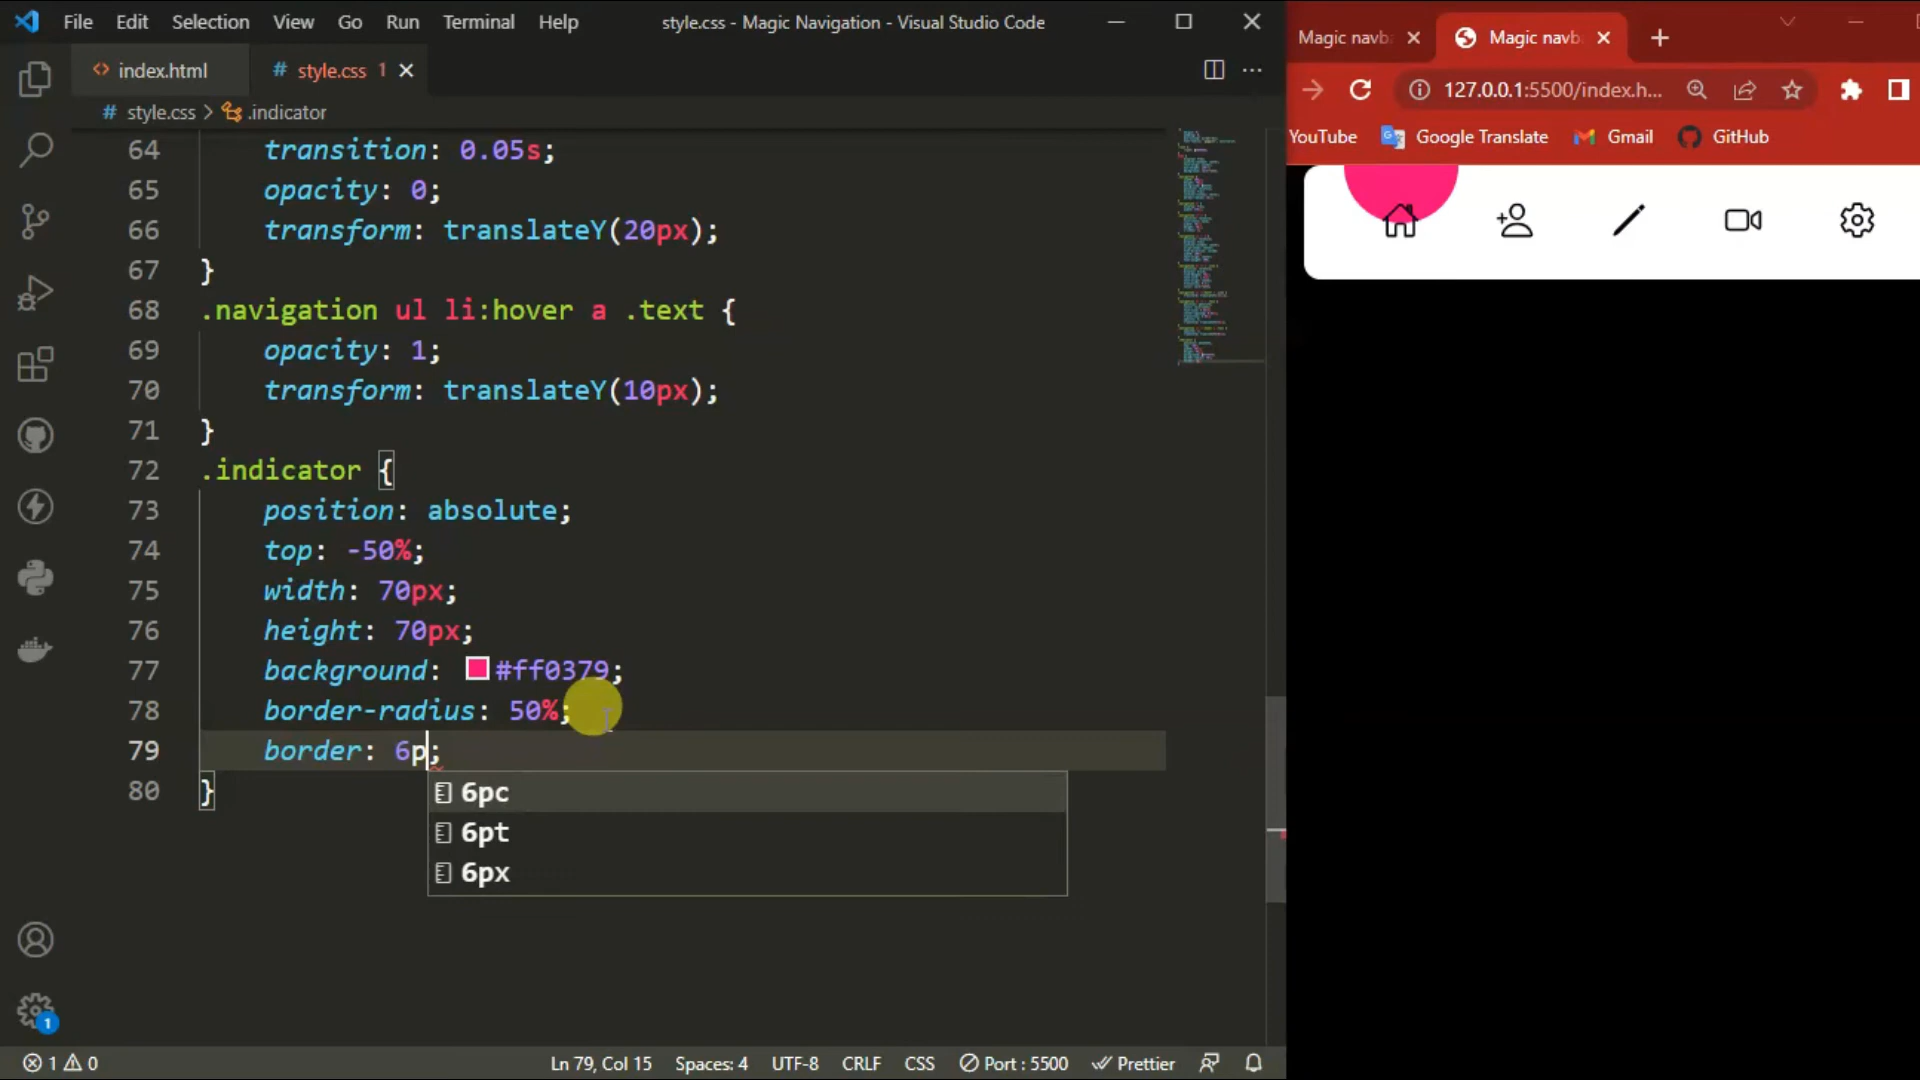 File Edit Selection View Go Run Terminal Help style.css - Magic Navigation - Visual Studio Code
index.html # style.css 1
# style.css > .indicator
64 transition: 0.05s;
65 opacity: 0;
66 transform: translateY(20px);
67 }
68 .navigation ul li:hover a .text {
69 opacity: 1;
70 transform: translateY(10px);
71 }
72 .indicator {
73 position: absolute;
74 top: -50%;
75 width: 70px;
76 height: 70px;
77 background: #ff0379;
78 border-radius: 50%;
79 border: 6p;
80 }
6pc
6pt
6px
1
1 0 Ln 79, Col 15 Spaces: 4 UTF-8 CRLF CSS Port : 5500 Prettier
Magic navb Magic navb
127.0.0.1:5500/index.h...
YouTube Google Translate Gmail GitHub